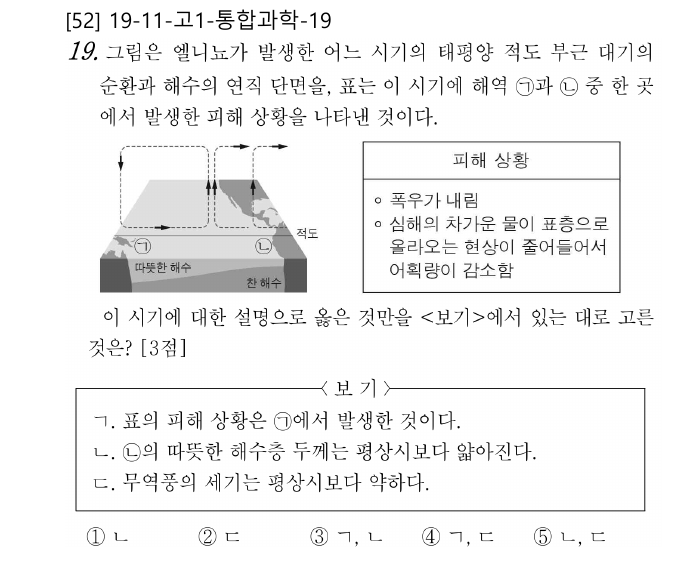 [52] 19-11-고1-통합과학-19
19. 그림은 엘니뇨가 발생한 어느 시기의 태평양 적도 부근 대기의
순환과 해수의 연직 단면을, 표는 이 시기에 해역 ㉠과 ㉡ 중 한 곳
에서 발생한 피해 상황을 나타낸 것이다.
㉠ ㉡ 적도
따뜻한 해수
찬 해수
피해 상황
∘ 폭우가 내림
∘ 심해의 차가운 물이 표층으로
올라오는 현상이 줄어들어서
어획량이 감소함
이 시기에 대한 설명으로 옳은 것만을 <보기>에서 있는 대로 고른
것은? [3점]
〈보 기〉
ㄱ. 표의 피해 상황은 ㉠에서 발생한 것이다.
ㄴ. ㉡의 따뜻한 해수층 두께는 평상시보다 얇아진다.
ㄷ. 무역풍의 세기는 평상시보다 약하다.
① ㄴ ② ㄷ ③ ㄱ, ㄴ ④ ㄱ, ㄷ ⑤ ㄴ, ㄷ